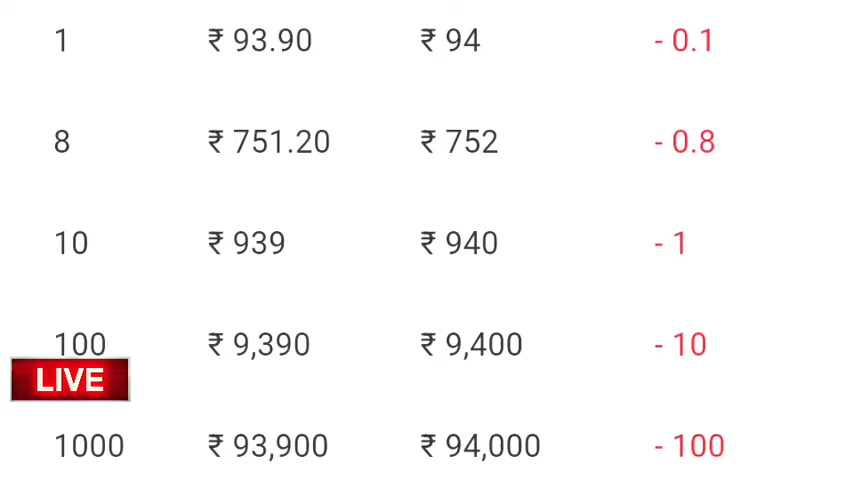 1 ₹ 93.90 ₹ 94 - 0.1
8 ₹ 751.20 ₹ 752 - 0.8
10 ₹ 939 ₹ 940 - 1
100 ₹ 9,390 ₹ 9,400 - 10
LIVE
1000 ₹ 93,900 ₹ 94,000 - 100